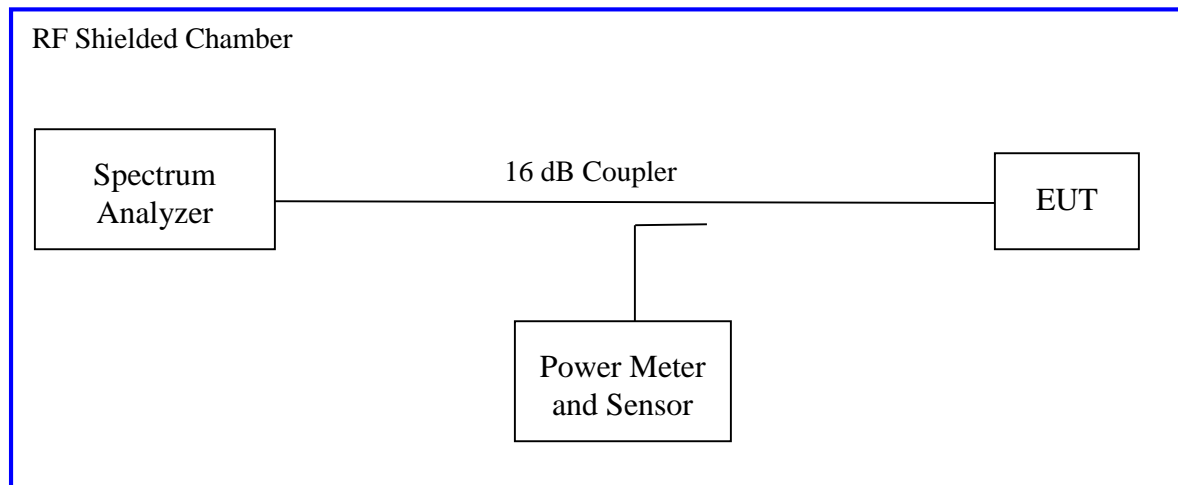 RF Shielded Chamber
Spectrum
Analyzer
16 dB Coupler
EUT
Power Meter
and Sensor